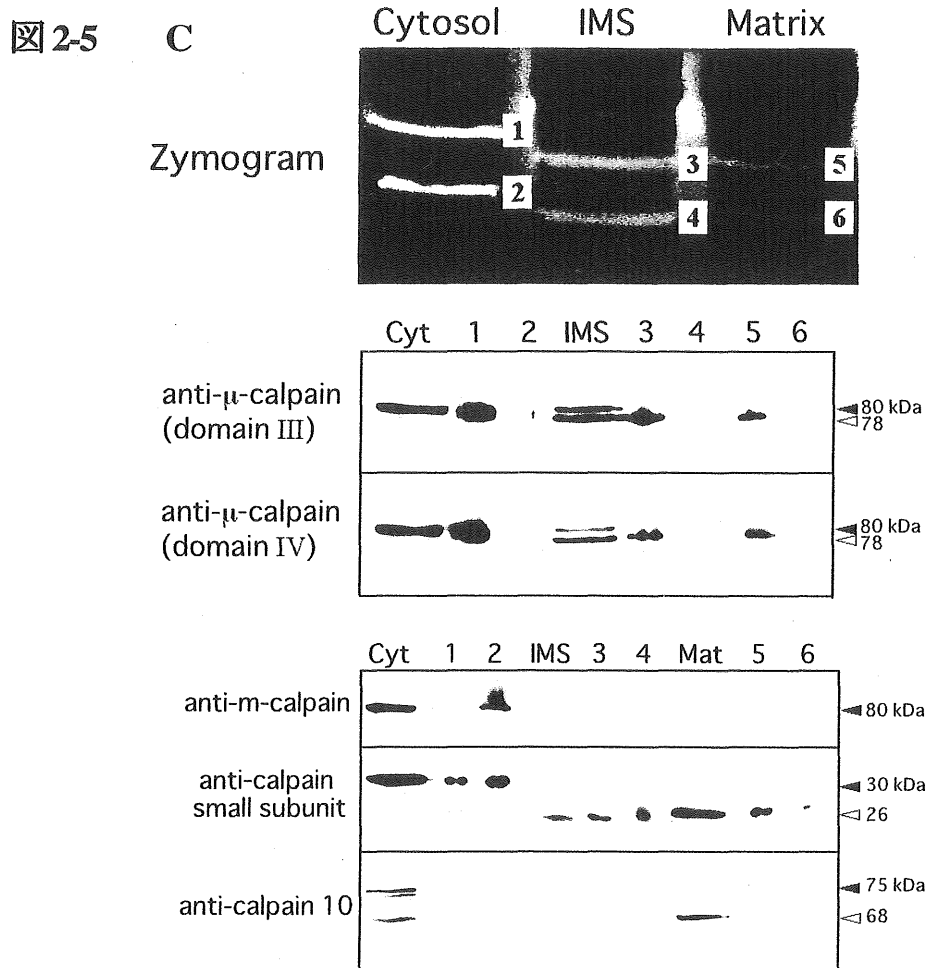 図2-5 C
Cytosol IMS Matrix
Zymogram
1
2
3
4
5
6
Cyt 1 2 IMS 3 4 5 6
anti-μ-calpain
(domain III)
80 kDa
78
anti-μ-calpain
(domain IV)
80 kDa
78
Cyt 1 2 IMS 3 4 Mat 5 6
anti-m-calpain
80 kDa
anti-calpain
small subunit
30 kDa
26
anti-calpain 10
75 kDa
68